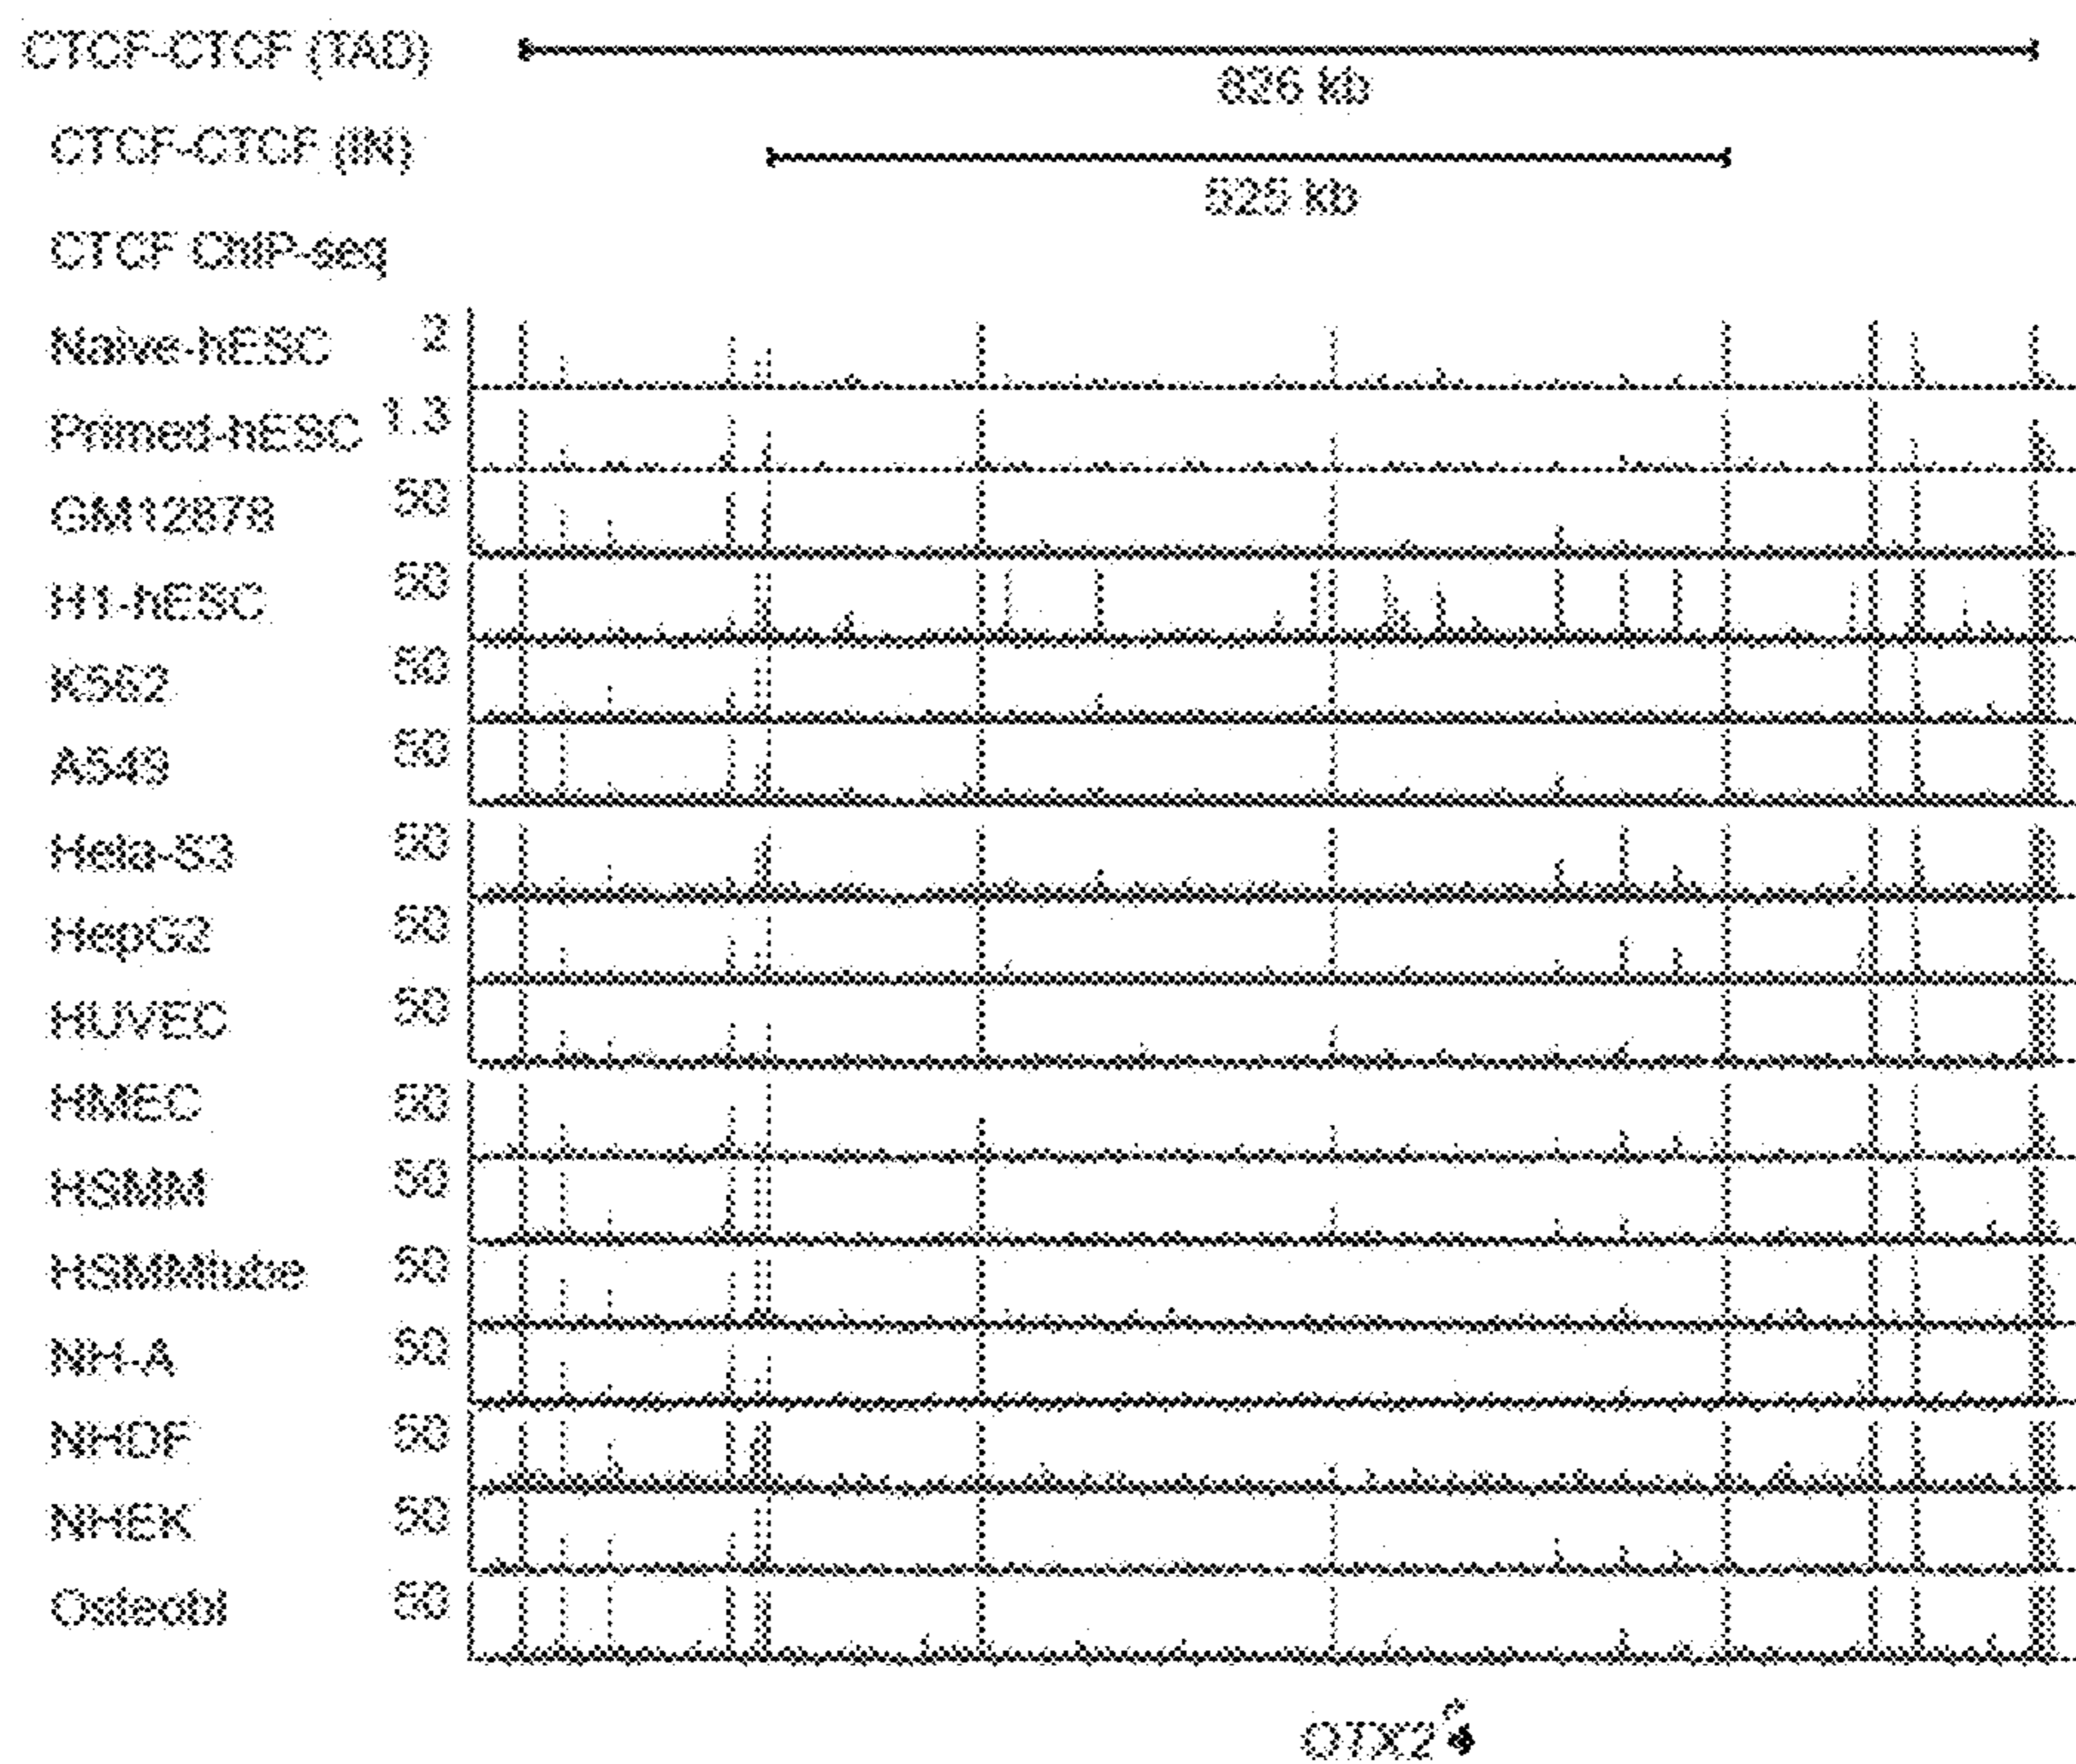 CTCF-CTCF (TAD)
826 kb
CTCF-CTCF (IN)
525 kb
CTCF ChIP-seq
Naive-hESC 2
Primed-hESC 1.3
GM12878 50
H1-hESC 50
K562 50
A549 50
Hela-S3 50
HepG2 50
HUVEC 50
HMEC 50
HSMM 50
HSMMtube 50
NH-A 50
NHDF 50
NHEK 50
Osteobl 50
OTX2